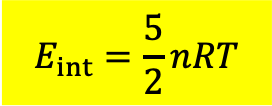 E_int = 5/2 nRT